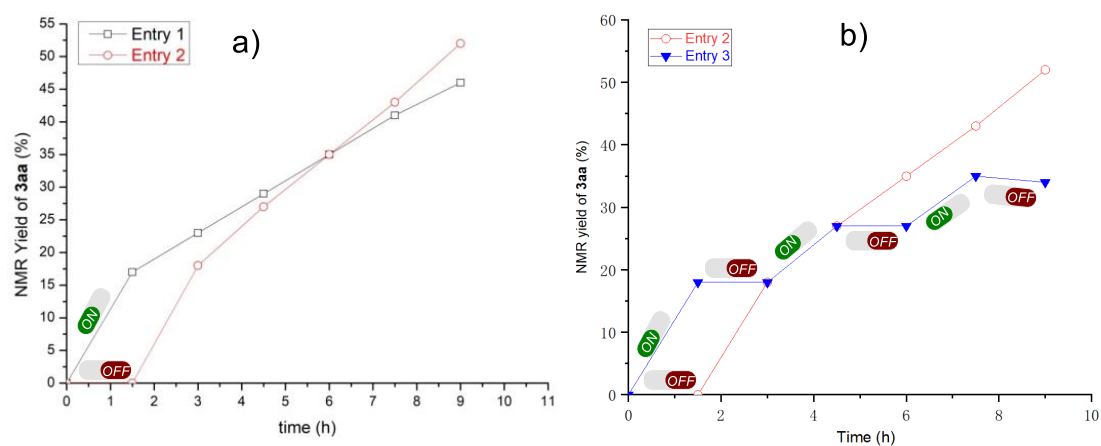 a)
Entry 1
Entry 2
NMR Yield of 3aa (%)
55
50
45
40
35
30
25
20
15
10
5
0
ON
OFF
0 1 2 3 4 5 6 7 8 9 10 11
time (h)
b)
Entry 2
Entry 3
NMR yield of 3aa (%)
60
50
40
30
20
10
0
ON
OFF
OFF
ON
OFF
ON
OFF
0 2 4 6 8 10
Time (h)